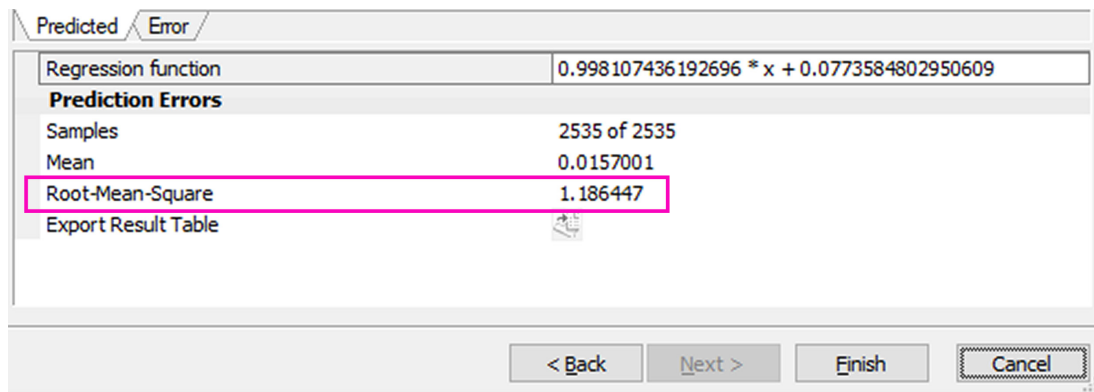 Predicted Error
Regression function 0.998107436192696 * x + 0.0773584802950609
Prediction Errors
Samples 2535 of 2535
Mean 0.0157001
Root-Mean-Square 1.186447
Export Result Table
< Back Next > Finish Cancel